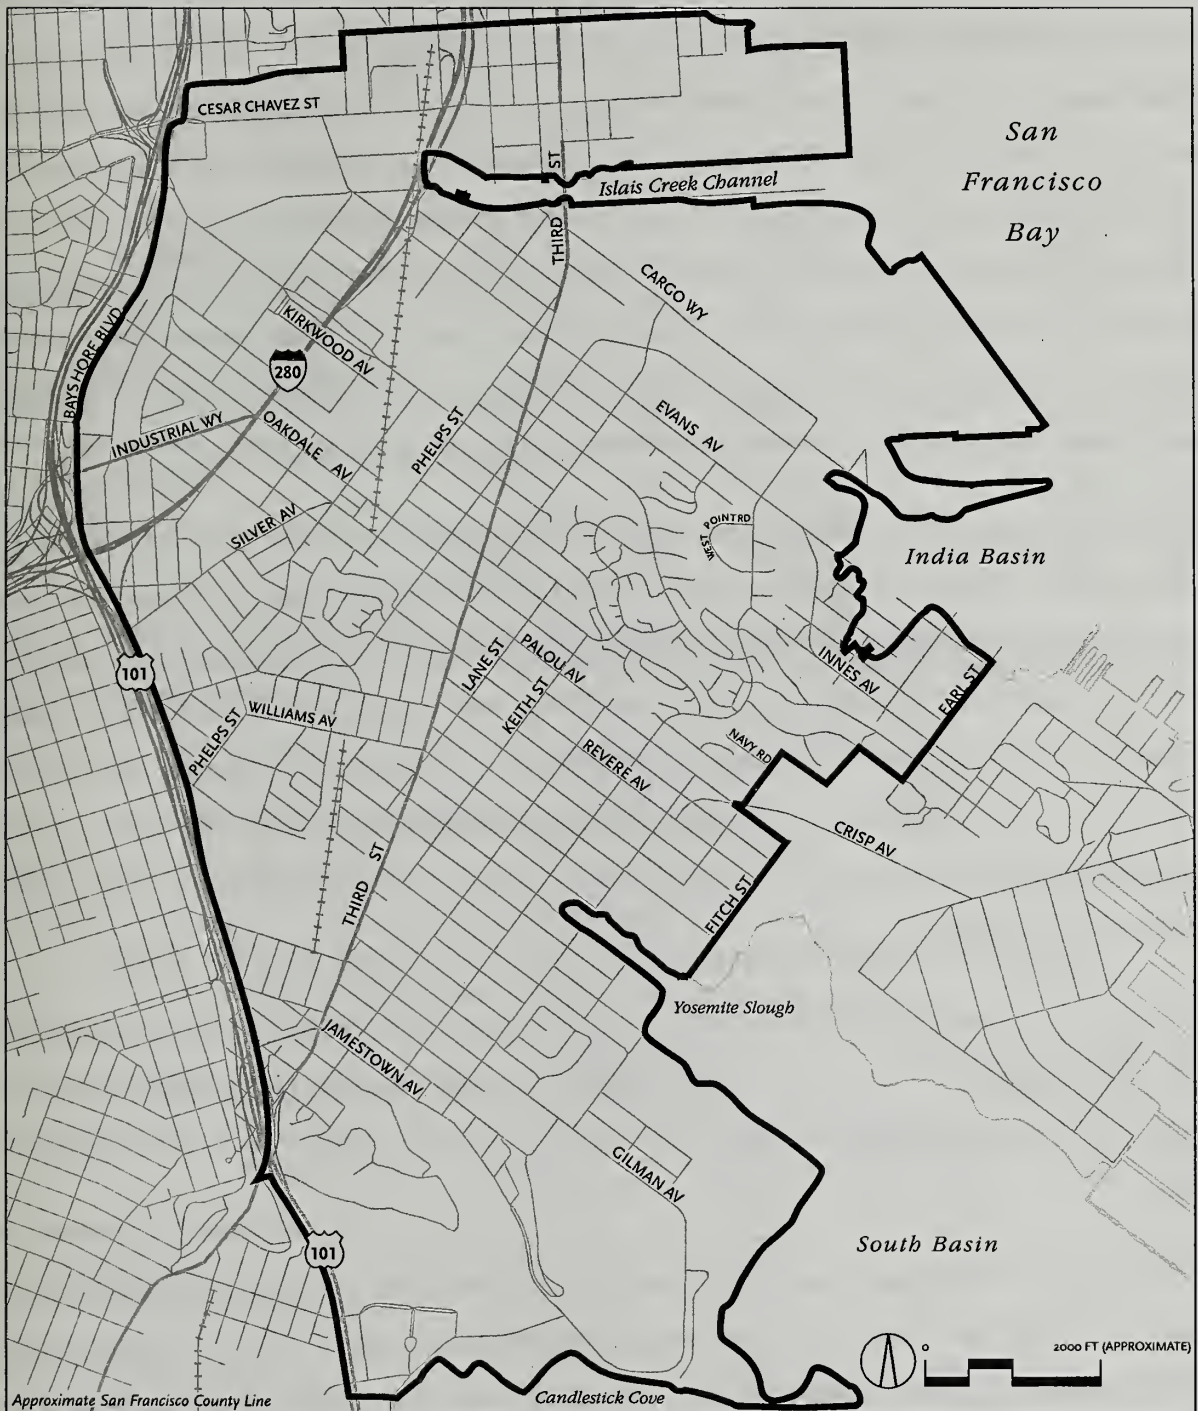 CESAR CHAVEZ ST
San
Francisco
Bay
ST
Islais Creek Channel
THIRD
CARGO WY
BAYSHORE BLVD
KIRKWOOD AV
280
INDUSTRIAL WY
OAKDALE AV
PHELPS ST
EVANS AV
SILVER AV
WEST POINT RD
India Basin
101
LANE ST
PALOU AV
KEITH ST
INNES AV
EARL ST
PHELPS ST
WILLIAMS AV
REVERE AV
NAVY RD
CRISP AV
THIRD ST
FITCH ST
Yosemite Slough
JAMESTOWN AV
GILMAN AV
South Basin
101
0
2000 FT (APPROXIMATE)
Approximate San Francisco County Line
Candlestick Cove